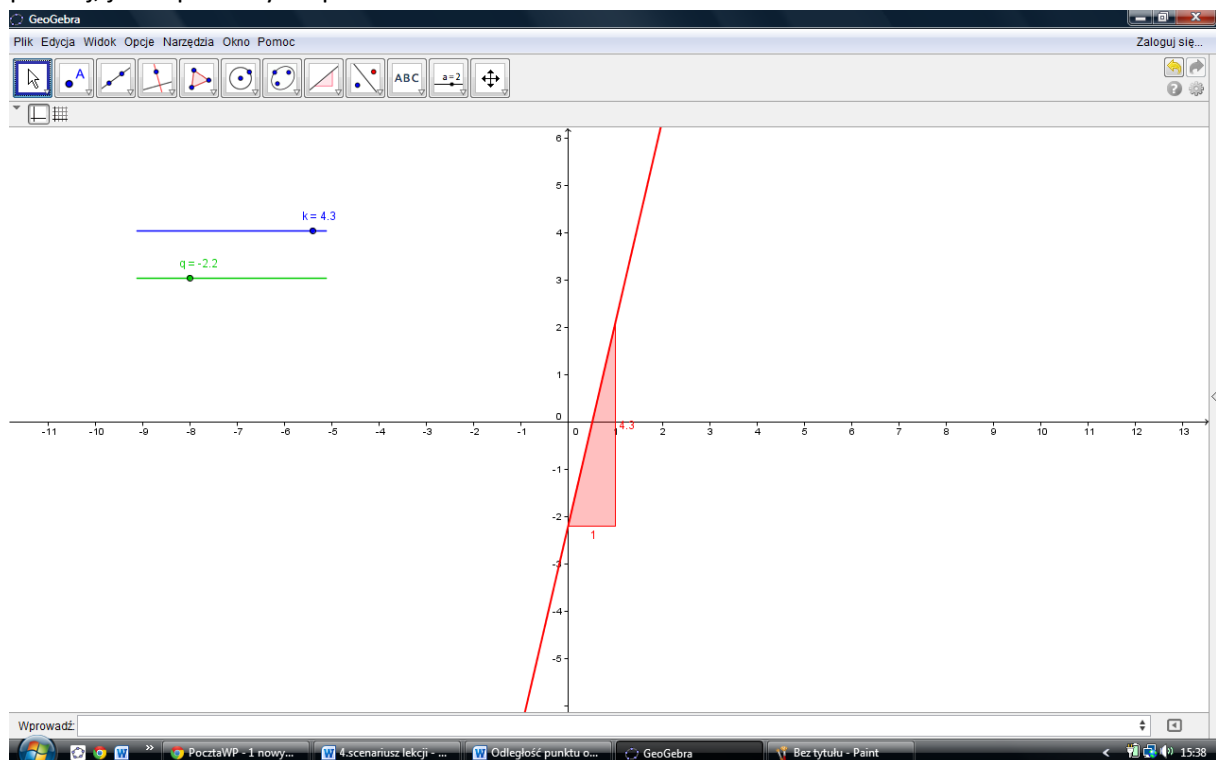 GeoGebra
Plik Edycja Widok Opcje Narzędzia Okno Pomoc Zaloguj się...
A ABC a=2
6
5
k = 4.3
4
q = -2.2
3
2
1
0
4.3
-11 -10 -9 -8 -7 -6 -5 -4 -3 -2 -1 0 1 2 3 4 5 6 7 8 9 10 11 12 13
-1
-2
1
-3
-4
-5
Wprowadź:
PocztaWP - 1 nowy... 4.scenariusz lekcji - ... Odległość punktu o... GeoGebra Bez tytułu - Paint 15:38